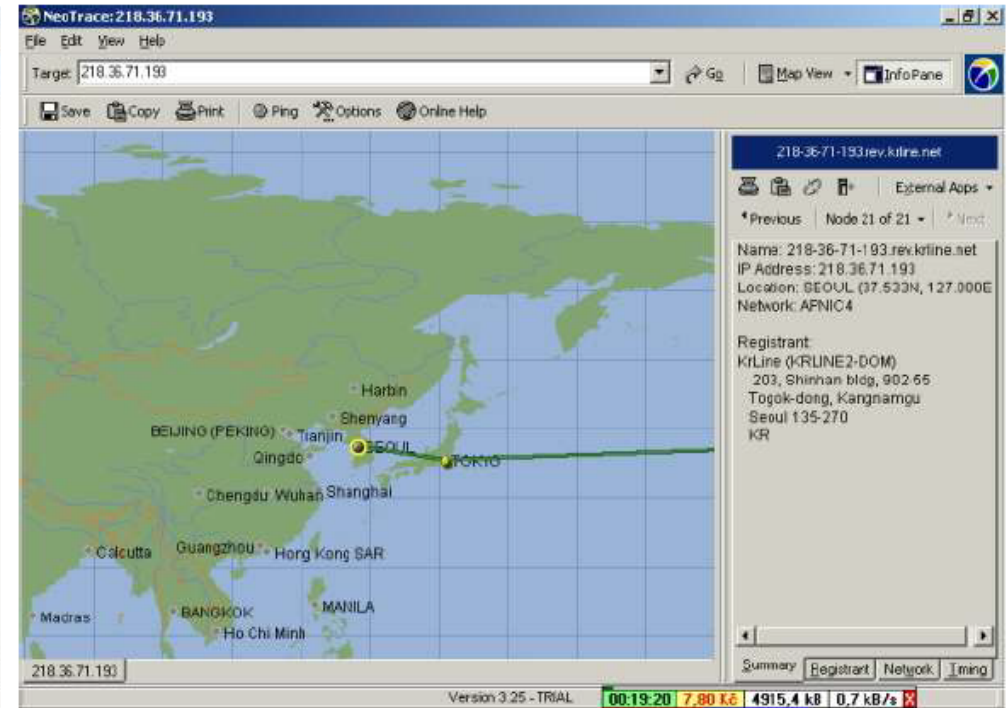 NeoTrace: 218.36.71.193
File Edit View Help
Target: 218.36.71.193 Go Map View InfoPane
Save Copy Print Ping Options Online Help
218-36-71-193.rev.krline.net
External Apps
Previous Node 21 of 21 Next
Name: 218-36-71-193.rev.krline.net
IP Address: 218.36.71.193
Location: SEOUL (37.533N, 127.000E
Network: APNIC4
Registrant:
KrLine (KRLINE2-DOM)
203, Shinhan bldg, 902-55
Togok-dong, Kangnamgu
Seoul 135-270
KR
Harbin
Shenyang
BEIJING (PEKING) Tianjin
SEOUL
TOKYO
Qingdo
Chengdu Wuhan Shanghai
Calcutta Guangzhou Hong Kong SAR
Madras BANGKOK MANILA
Ho Chi Minh
218.36.71.193
Summary Registrant Network Timing
Version 3.25 - TRIAL 00:19:20 7,80 Kč 4915,4 kB 0,7 kB/s X